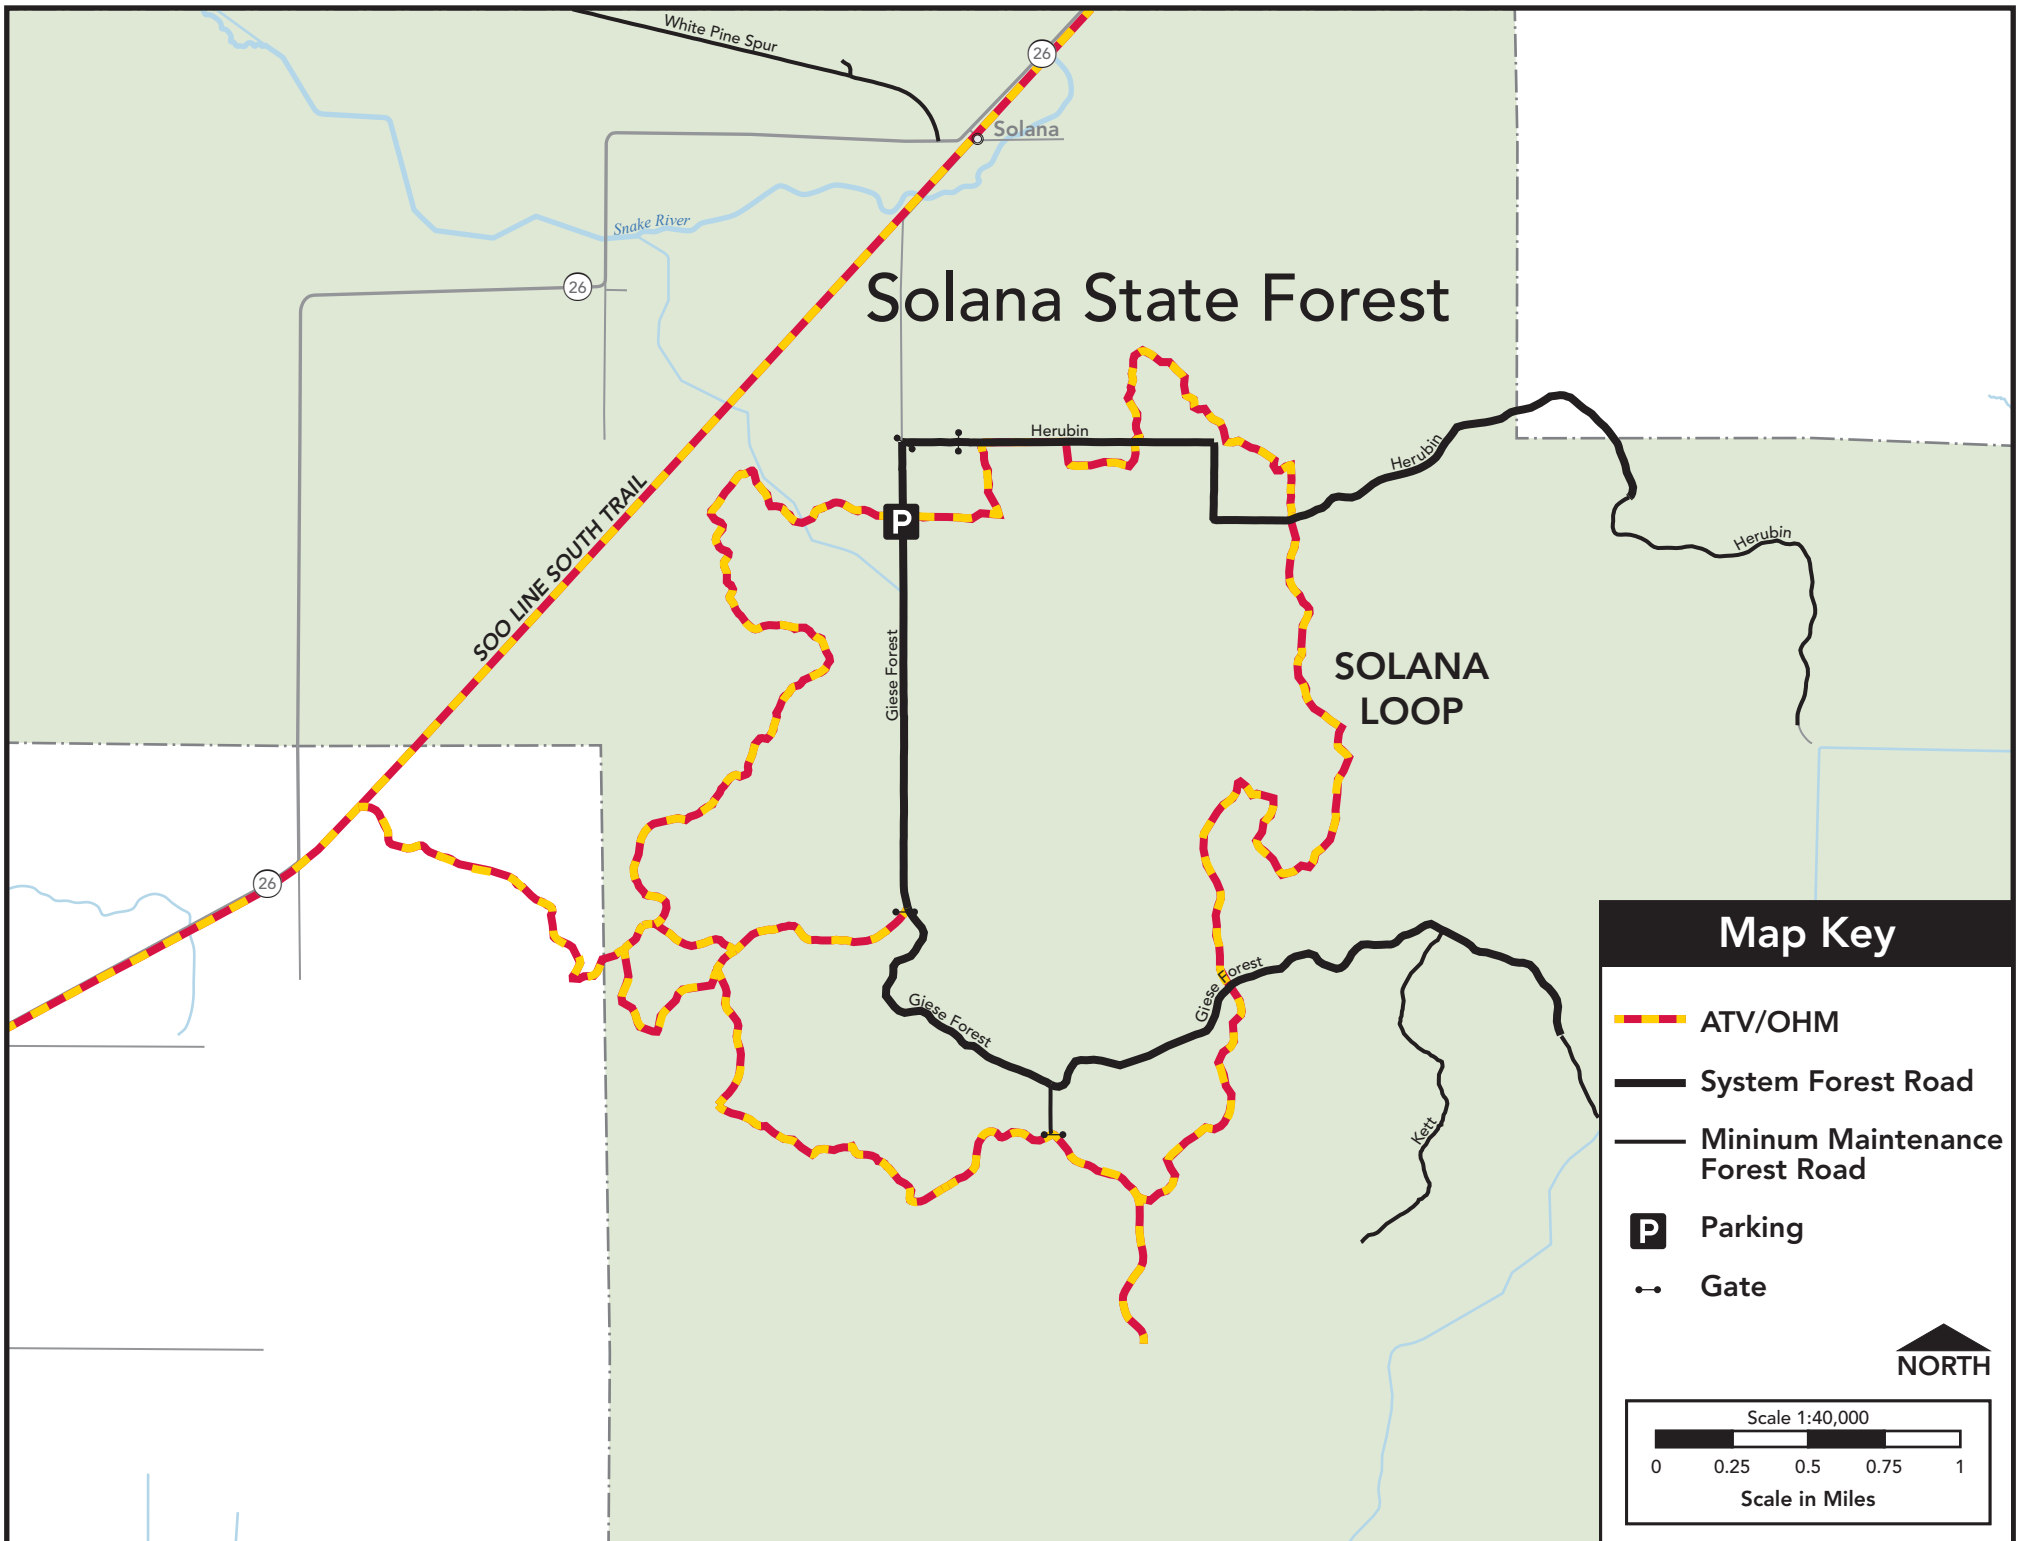 White Pine Spur
26
Solana
Snake River
26
Solana State Forest
Herubin
Herubin
SOO LINE SOUTH TRAIL
P
Herubin
Giese Forest
SOLANA
LOOP
26
Giese Forest
Giese Forest
Kett
Map Key
ATV/OHM
System Forest Road
Mininum Maintenance
Forest Road
P Parking
Gate
NORTH
Scale 1:40,000
0 0.25 0.5 0.75 1
Scale in Miles